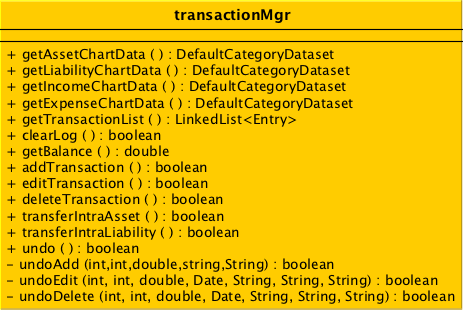 transactionMgr
+ getAssetChartData ( ) : DefaultCategoryDataset
+ getLiabilityChartData ( ) : DefaultCategoryDataset
+ getIncomeChartData ( ) : DefaultCategoryDataset
+ getExpenseChartData ( ) : DefaultCategoryDataset
+ getTransactionList ( ) : LinkedList<Entry>
+ clearLog ( ) : boolean
+ getBalance ( ) : double
+ addTransaction ( ) : boolean
+ editTransaction ( ) : boolean
+ deleteTransaction ( ) : boolean
+ transferIntraAsset ( ) : boolean
+ transferIntraLiability ( ) : boolean
+ undo ( ) : boolean
- undoAdd (int,int,double,string,String) : boolean
- undoEdit (int, int, double, Date, String, String, String) : boolean
- undoDelete (int, int, double, Date, String, String, String) : boolean